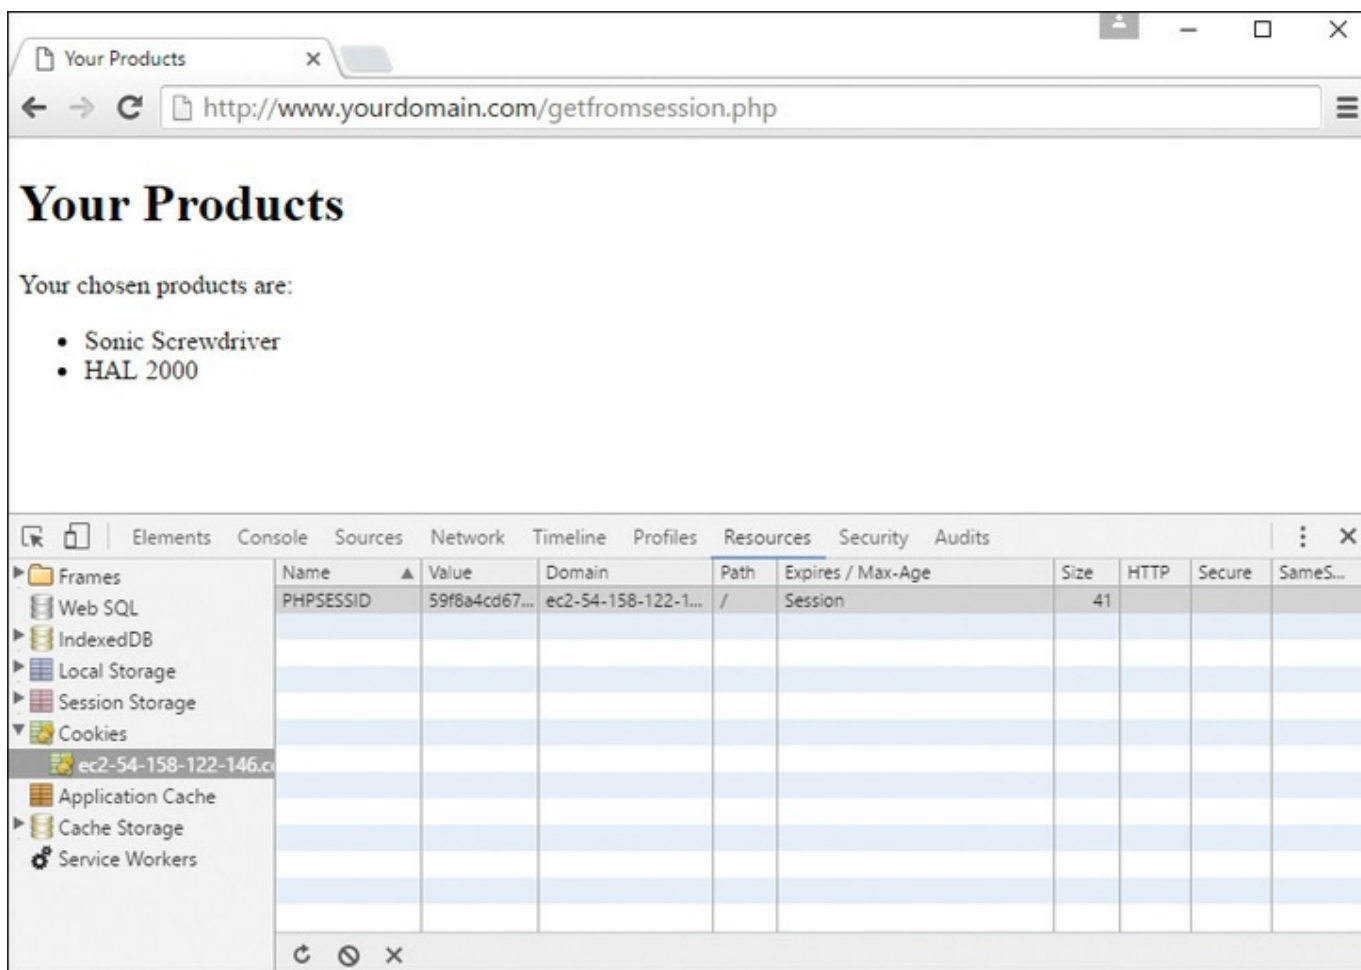 Your Products
http://www.yourdomain.com/getfromsession.php
Your Products
Your chosen products are:
• Sonic Screwdriver
• HAL 2000
Elements Console Sources Network Timeline Profiles Resources Security Audits
Frames
Web SQL
IndexedDB
Local Storage
Session Storage
Cookies
ec2-54-158-122-146.c
Application Cache
Cache Storage
Service Workers
Name Value Domain Path Expires / Max-Age Size HTTP Secure SameS...
PHPSESSID 59f8a4cd67... ec2-54-158-122-1... / Session 41